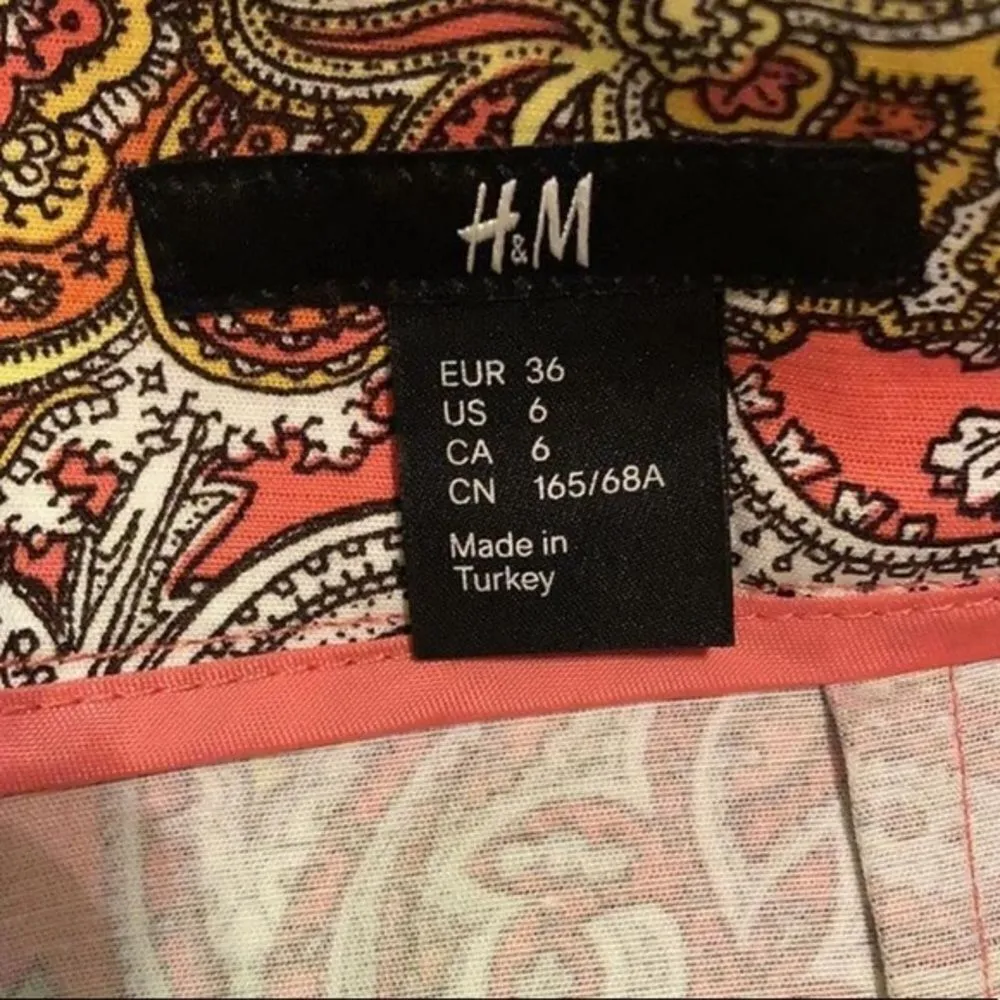 H&M
EUR 36
US 6
CA 6
CN 165/68A
Made in
Turkey